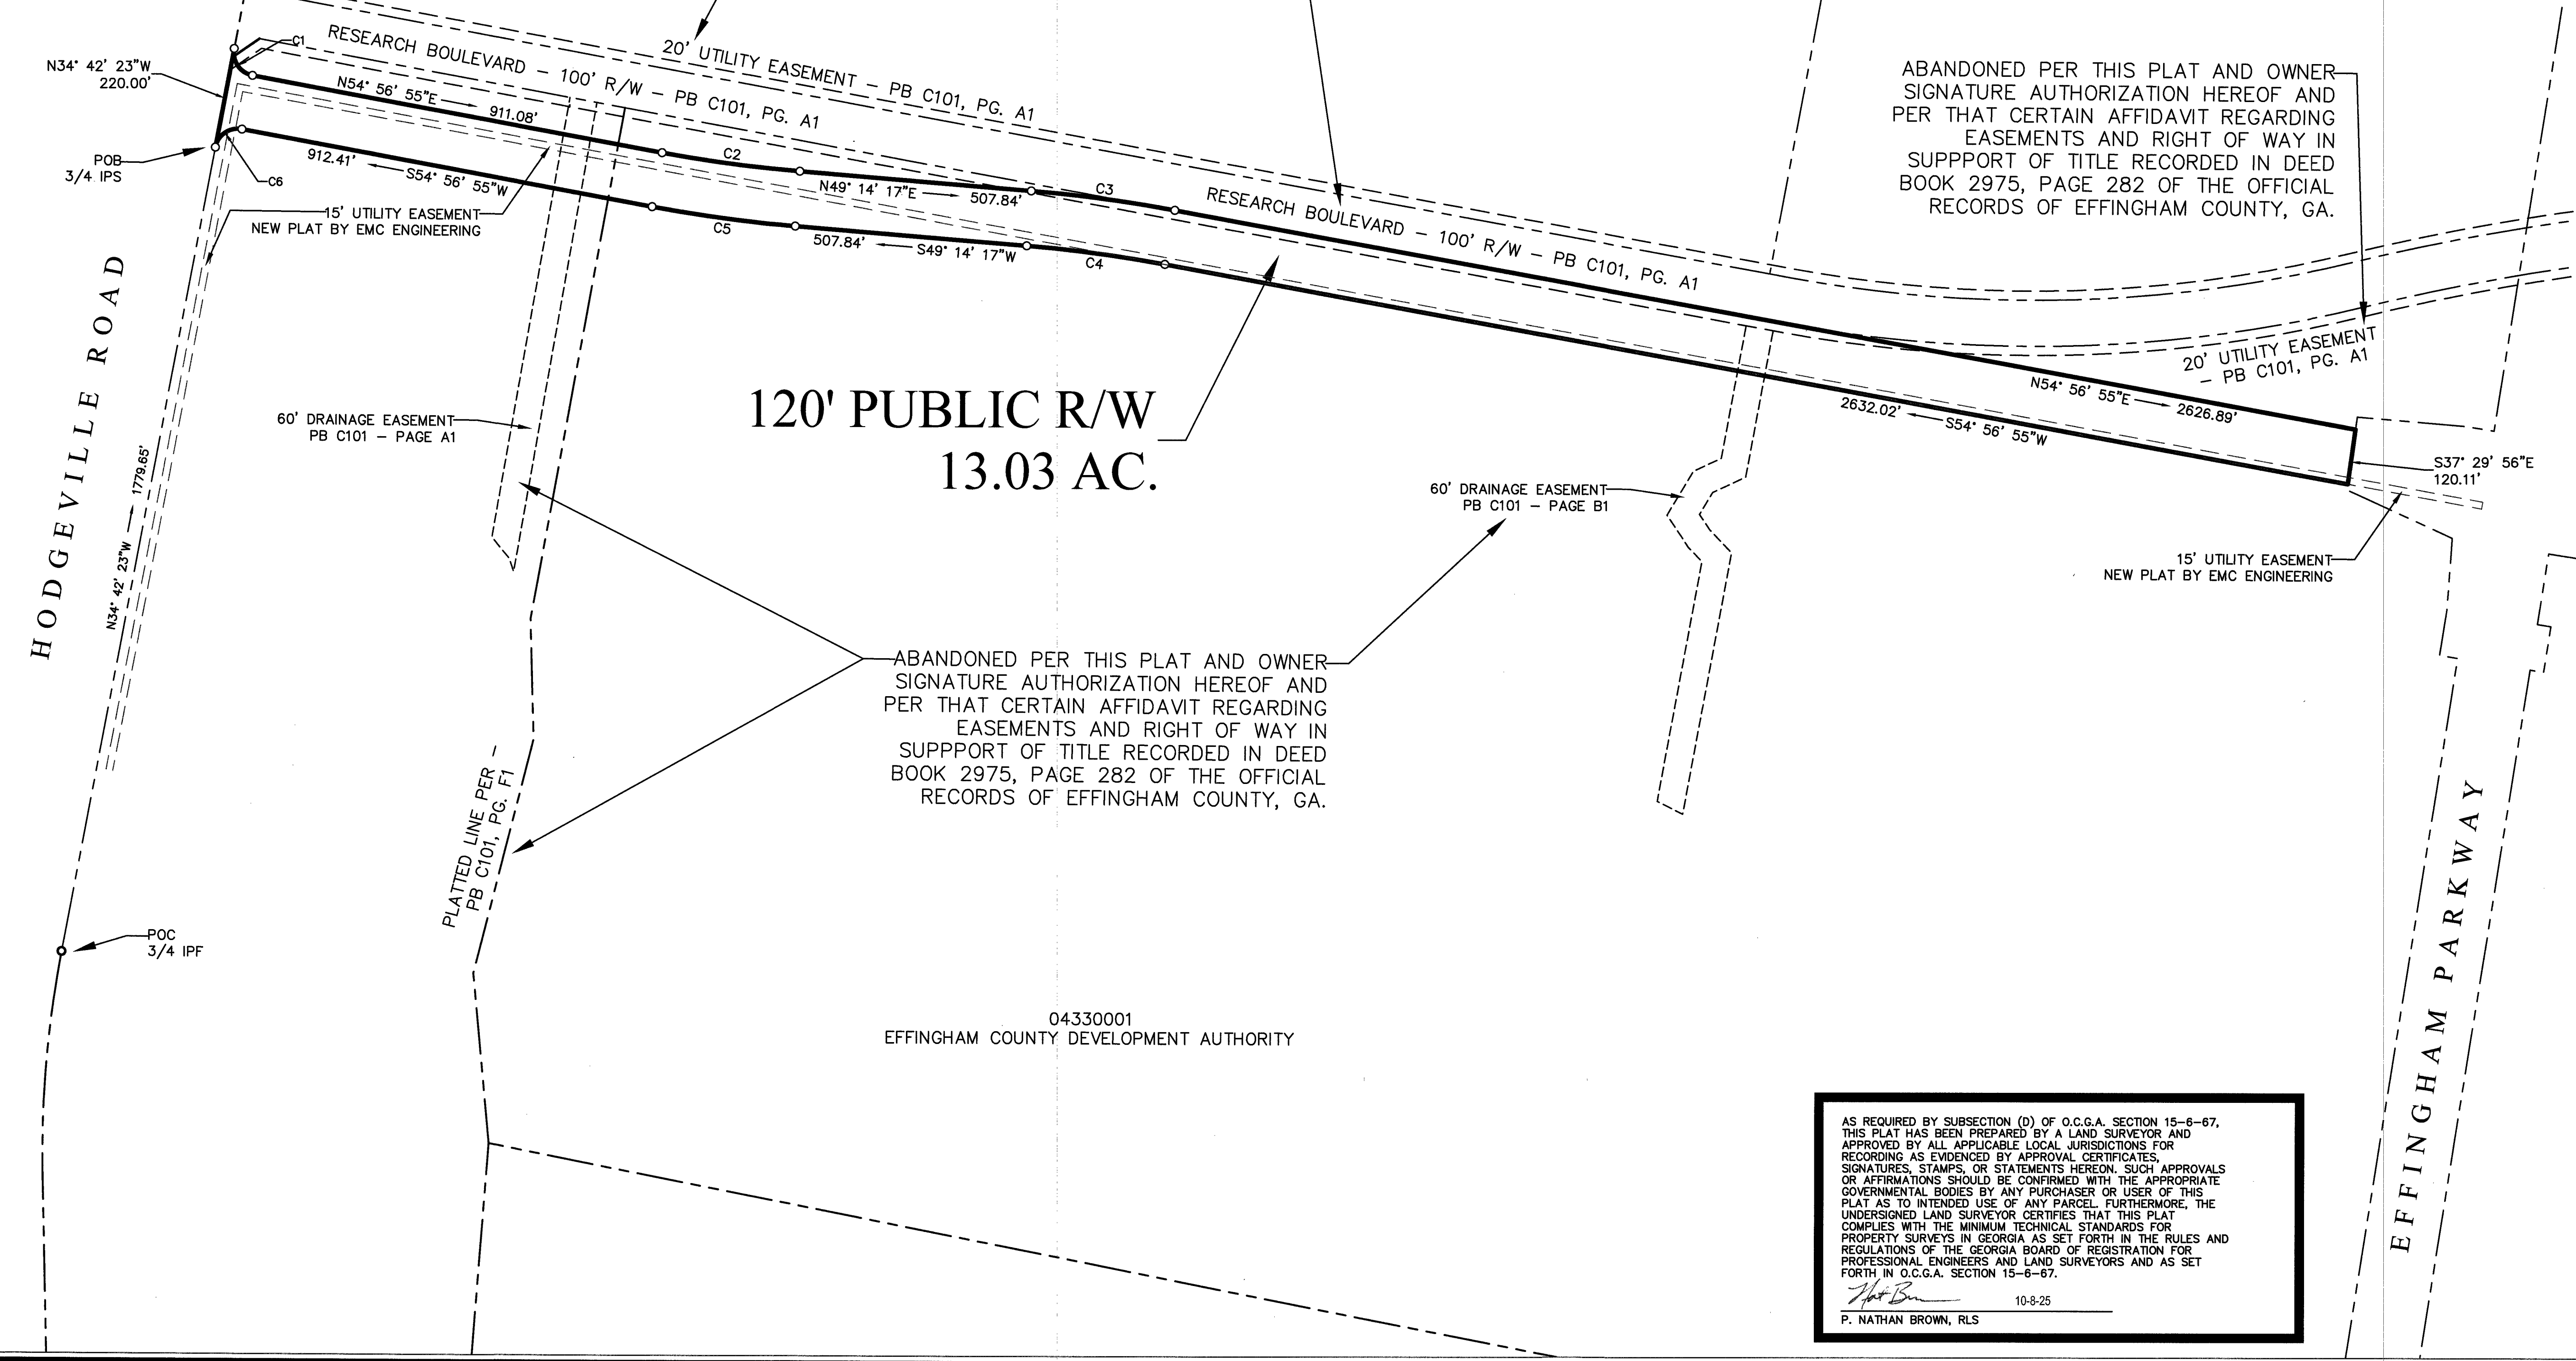 C1
N34° 42' 23"W
220.00'
RESEARCH BOULEVARD – 100' R/W – PB C101, PG. A1
20' UTILITY EASEMENT – PB C101, PG. A1
N54° 56' 55"E
911.08'
POB
3/4 IPS
C6
912.41'
S54° 56' 55"W
15' UTILITY EASEMENT
NEW PLAT BY EMC ENGINEERING
C2
N49° 14' 17"E
507.84'
C3
C5
507.84'
S49° 14' 17"W
C4
RESEARCH BOULEVARD – 100' R/W – PB C101, PG. A1
ABANDONED PER THIS PLAT AND OWNER
SIGNATURE AUTHORIZATION HEREOF AND
PER THAT CERTAIN AFFIDAVIT REGARDING
EASEMENTS AND RIGHT OF WAY IN
SUPPPORT OF TITLE RECORDED IN DEED
BOOK 2975, PAGE 282 OF THE OFFICIAL
RECORDS OF EFFINGHAM COUNTY, GA.
20' UTILITY EASEMENT
– PB C101, PG. A1
N54° 56' 55"E
2626.89'
2632.02'
S54° 56' 55"W
S37° 29' 56"E
120.11'
15' UTILITY EASEMENT
NEW PLAT BY EMC ENGINEERING
HODGEVILLE ROAD
N34° 42' 23"W
1779.65'
60' DRAINAGE EASEMENT
PB C101 – PAGE A1
120' PUBLIC R/W
13.03 AC.
60' DRAINAGE EASEMENT
PB C101 – PAGE B1
ABANDONED PER THIS PLAT AND OWNER
SIGNATURE AUTHORIZATION HEREOF AND
PER THAT CERTAIN AFFIDAVIT REGARDING
EASEMENTS AND RIGHT OF WAY IN
SUPPPORT OF TITLE RECORDED IN DEED
BOOK 2975, PAGE 282 OF THE OFFICIAL
RECORDS OF EFFINGHAM COUNTY, GA.
PLATTED LINE PER –
PB C101, PG. F1
POC
3/4 IPF
04330001
EFFINGHAM COUNTY DEVELOPMENT AUTHORITY
EFFINGHAM PARKWAY
AS REQUIRED BY SUBSECTION (D) OF O.C.G.A. SECTION 15–6–67,
THIS PLAT HAS BEEN PREPARED BY A LAND SURVEYOR AND
APPROVED BY ALL APPLICABLE LOCAL JURISDICTIONS FOR
RECORDING AS EVIDENCED BY APPROVAL CERTIFICATES,
SIGNATURES, STAMPS, OR STATEMENTS HEREON. SUCH APPROVALS
OR AFFIRMATIONS SHOULD BE CONFIRMED WITH THE APPROPRIATE
GOVERNMENTAL BODIES BY ANY PURCHASER OR USER OF THIS
PLAT AS TO INTENDED USE OF ANY PARCEL. FURTHERMORE, THE
UNDERSIGNED LAND SURVEYOR CERTIFIES THAT THIS PLAT
COMPLIES WITH THE MINIMUM TECHNICAL STANDARDS FOR
PROPERTY SURVEYS IN GEORGIA AS SET FORTH IN THE RULES AND
REGULATIONS OF THE GEORGIA BOARD OF REGISTRATION FOR
PROFESSIONAL ENGINEERS AND LAND SURVEYORS AND AS SET
FORTH IN O.C.G.A. SECTION 15–6–67.
10-8-25
P. NATHAN BROWN, RLS